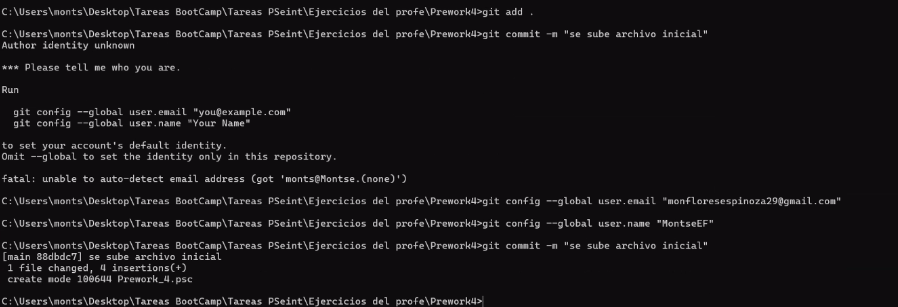 C:\Users\monts\Desktop\Tareas BootCamp\Tareas PSeint\Ejercicios del profe\Prework4>git add .
C:\Users\monts\Desktop\Tareas BootCamp\Tareas PSeint\Ejercicios del profe\Prework4>git commit -m "se sube archivo inicial"
Author identity unknown
*** Please tell me who you are.
Run
git config --global user.email "you@example.com"
git config --global user.name "Your Name"
to set your account's default identity.
Omit --global to set the identity only in this repository.
fatal: unable to auto-detect email address (got 'monts@Montse.(none)')
C:\Users\monts\Desktop\Tareas BootCamp\Tareas PSeint\Ejercicios del profe\Prework4>git config --global user.email "monfloresespinoza29@gmail.com"
C:\Users\monts\Desktop\Tareas BootCamp\Tareas PSeint\Ejercicios del profe\Prework4>git config --global user.name "MontseEF"
C:\Users\monts\Desktop\Tareas BootCamp\Tareas PSeint\Ejercicios del profe\Prework4>git commit -m "se sube archivo inicial"
[main 88dbdc7] se sube archivo inicial
1 file changed, 4 insertions(+)
create mode 100644 Prework_4.psc
C:\Users\monts\Desktop\Tareas BootCamp\Tareas PSeint\Ejercicios del profe\Prework4>